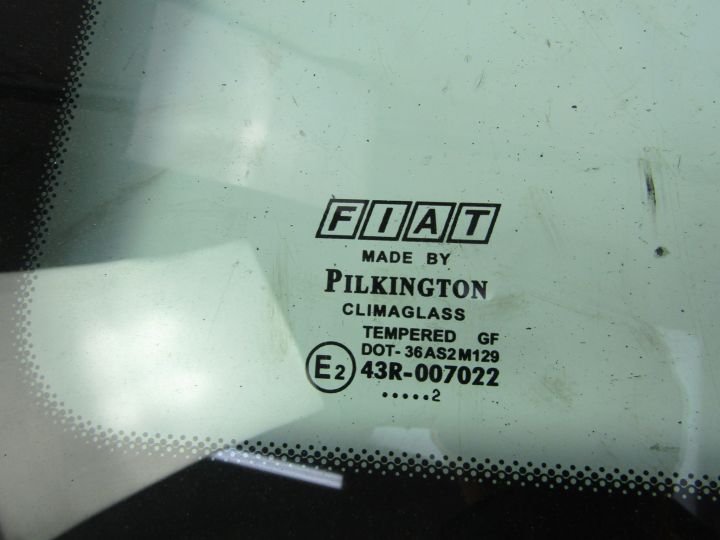 FIAT
MADE BY
PILKINGTON
CLIMAGLASS
TEMPERED GF
DOT-36AS2M129
E2 43R-007022
.....2